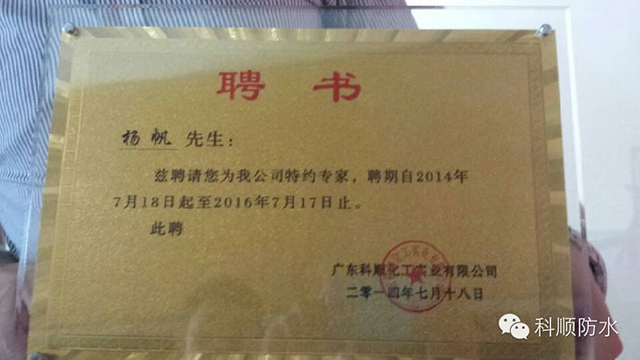 聘书
杨帆 先生：
兹聘请您为我公司特约专家，聘期自2014年
7月18日起至2016年7月17日止。
此聘
广东科顺化工实业有限公司
二零一四年七月十八日
科顺防水